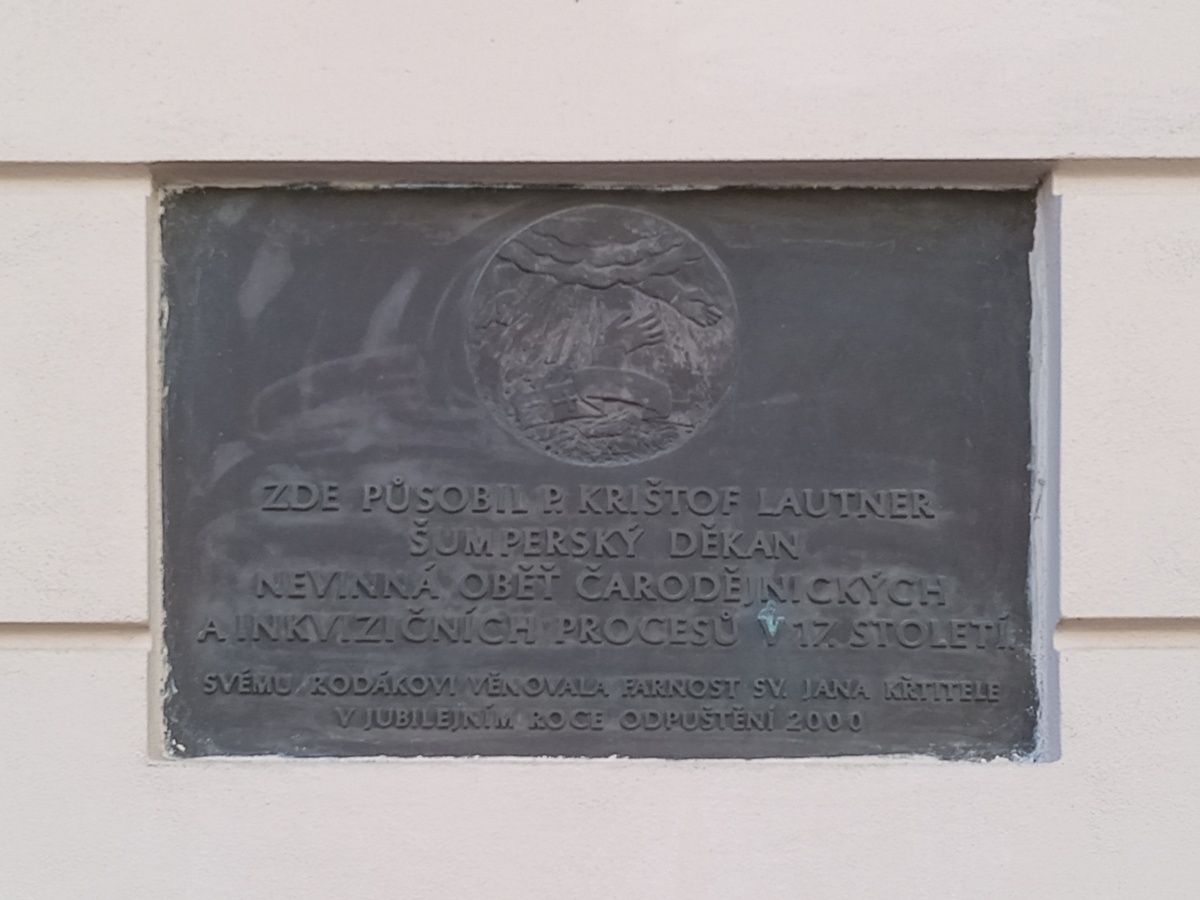 ZDE PŮSOBIL P. KRIŠTOF LAUTNER
ŠUMPERSKÝ DĚKAN
NEVINNÁ OBĚŤ ČARODĚJNICKÝCH
A INKVIZIČNÍCH PROCESŮ V 17. STOLETÍ.
SVÉMU RODÁKOVI VĚNOVALA FARNOST SV. JANA KŘTITELE
V JUBILEJNÍM ROCE ODPUŠTĚNÍ 2000